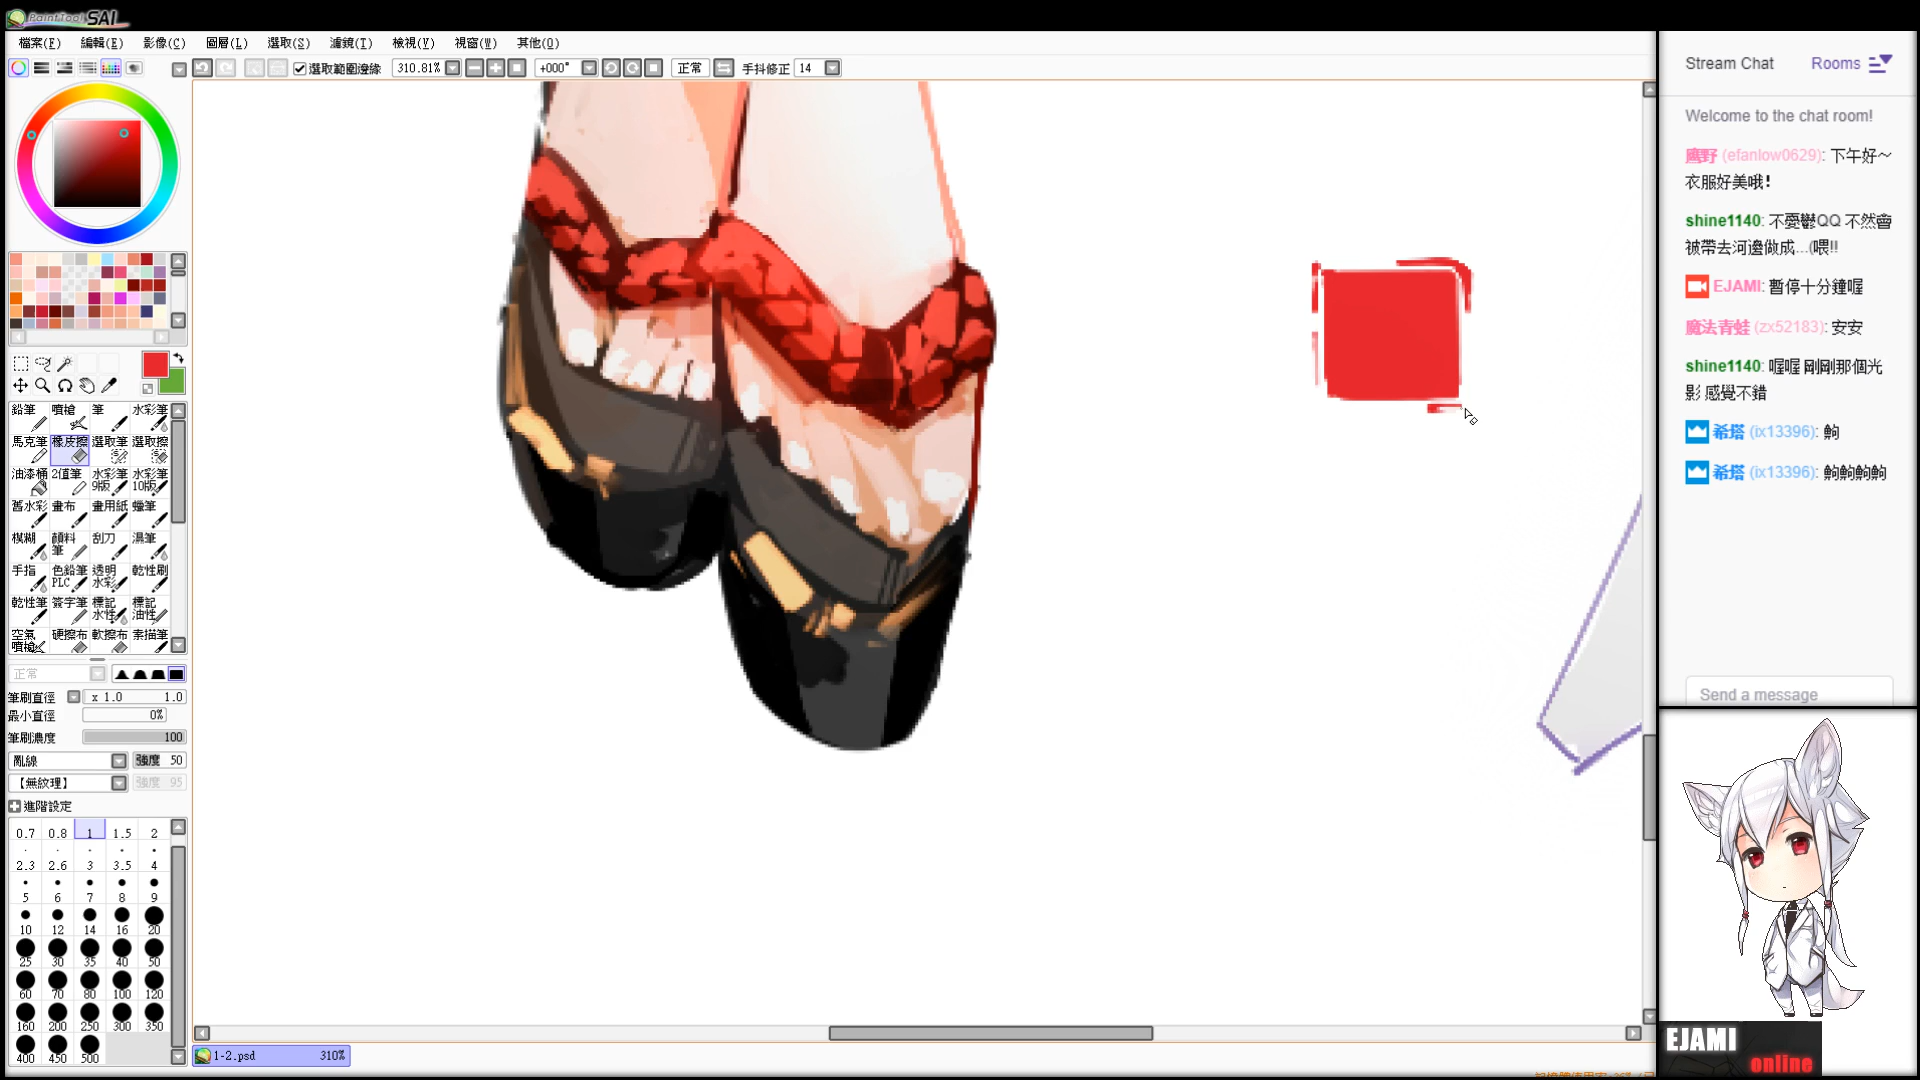 PaintTool SAI
檔案(F) 編輯(E) 影像(C) 圖層(L) 選取(S) 濾鏡(T) 檢視(V) 視窗(W) 其他(O)
選取範圍邊緣 310.81% +000° 正常 手抖修正 14
鉛筆 噴槍 筆 水彩筆
馬克筆 橡皮擦 選取筆 選取擦
油漆桶 2值筆 水彩筆9版 水彩筆10版
舊水彩 畫布 畫用紙 蠟筆
模糊 顏料筆 刮刀 濕筆
手指 色鉛筆PLC 透明水彩 乾性刷
乾性筆 簽字筆 標記水性 標記油性
空氣噴槍 硬擦布 軟擦布 素描筆
正常
筆刷直徑 x 1.0 1.0
最小直徑 0%
筆刷濃度 100
亂線 強度 50
【無紋理】 強度 95
進階設定
0.7 0.8 1 1.5 2
2.3 2.6 3 3.5 4
5 6 7 8 9
10 12 14 16 20
25 30 35 40 50
60 70 80 100 120
160 200 250 300 350
400 450 500
1-2.psd 310%
Stream Chat Rooms
Welcome to the chat room!
鷹野 (efanlow0629): 下午好～
衣服好美哦!
shine1140: 不憂鬱QQ 不然會
被帶去河邊做成...(喂!!
EJAMI: 暫停十分鐘喔
魔法青蛙 (zx52183): 安安
shine1140: 喔喔 剛剛那個光
影 感覺不錯
希塔 (ix13396): 齁
希塔 (ix13396): 齁齁齁齁
Send a message
EJAMI
online